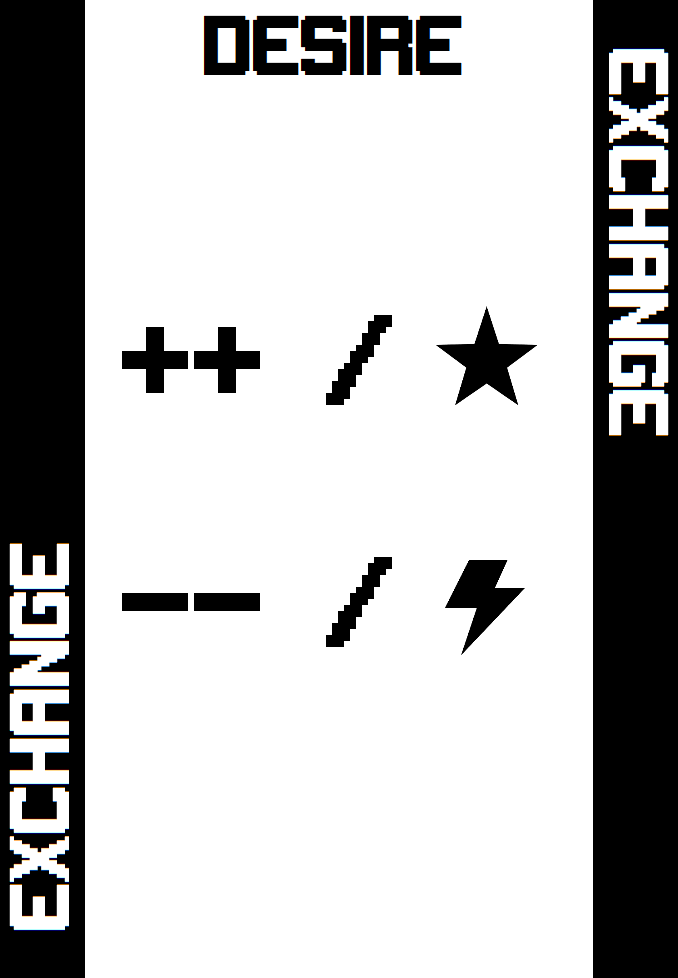 DESIRE
++ / ★
-- / ⚡
EXCHANGE
EXCHANGE